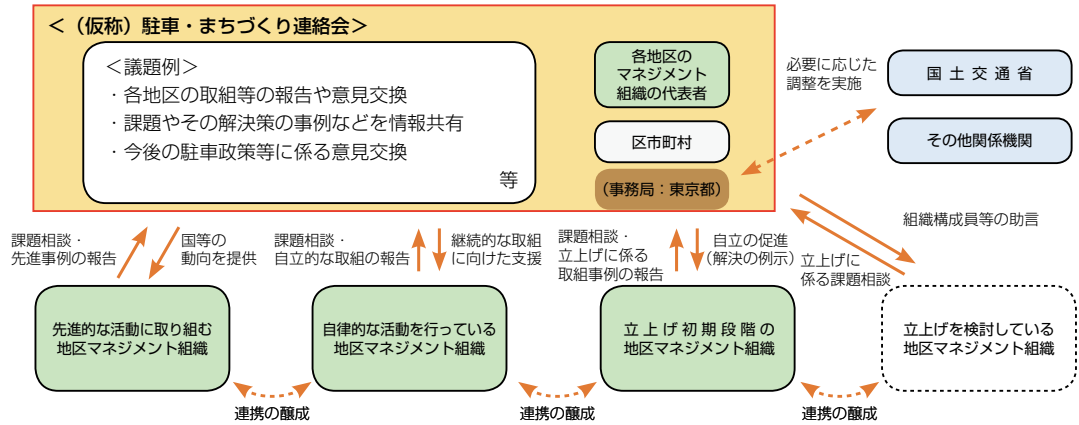 ＜（仮称）駐車・まちづくり連絡会＞
＜議題例＞
・各地区の取組等の報告や意見交換
・課題やその解決策の事例などを情報共有
・今後の駐車政策等に係る意見交換
等
各地区の
マネジメント
組織の代表者
区市町村
（事務局：東京都）
必要に応じた
調整を実施
国土交通省
その他関係機関
課題相談・
先進事例の報告
国等の
動向を提供
課題相談・
自立的な取組の報告
継続的な取組
に向けた支援
課題相談・
立上げに係る
取組事例の報告
自立の促進
（解決の例示）
立上げに
係る課題相談
組織構成員等の助言
先進的な活動に取り組む
地区マネジメント組織
自律的な活動を行っている
地区マネジメント組織
立上げ初期段階の
地区マネジメント組織
立上げを検討している
地区マネジメント組織
連携の醸成
連携の醸成
連携の醸成